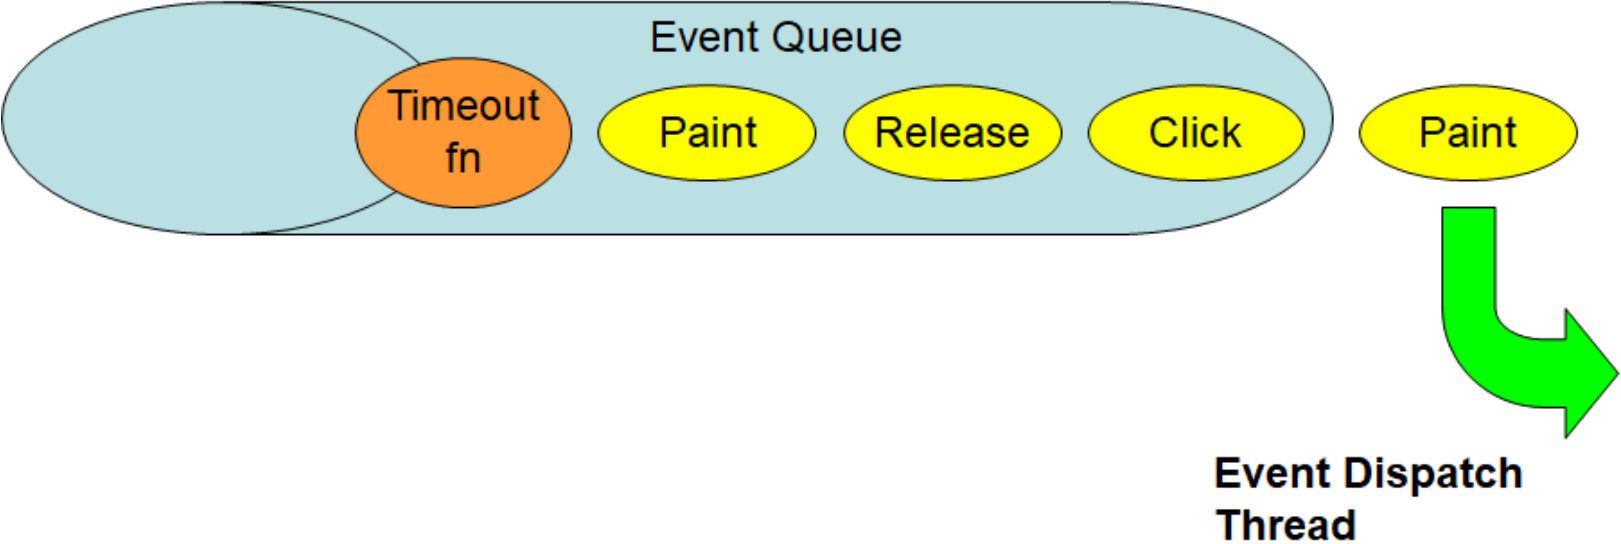 Event Queue
Timeout
fn
Paint
Release
Click
Paint
Event Dispatch
Thread